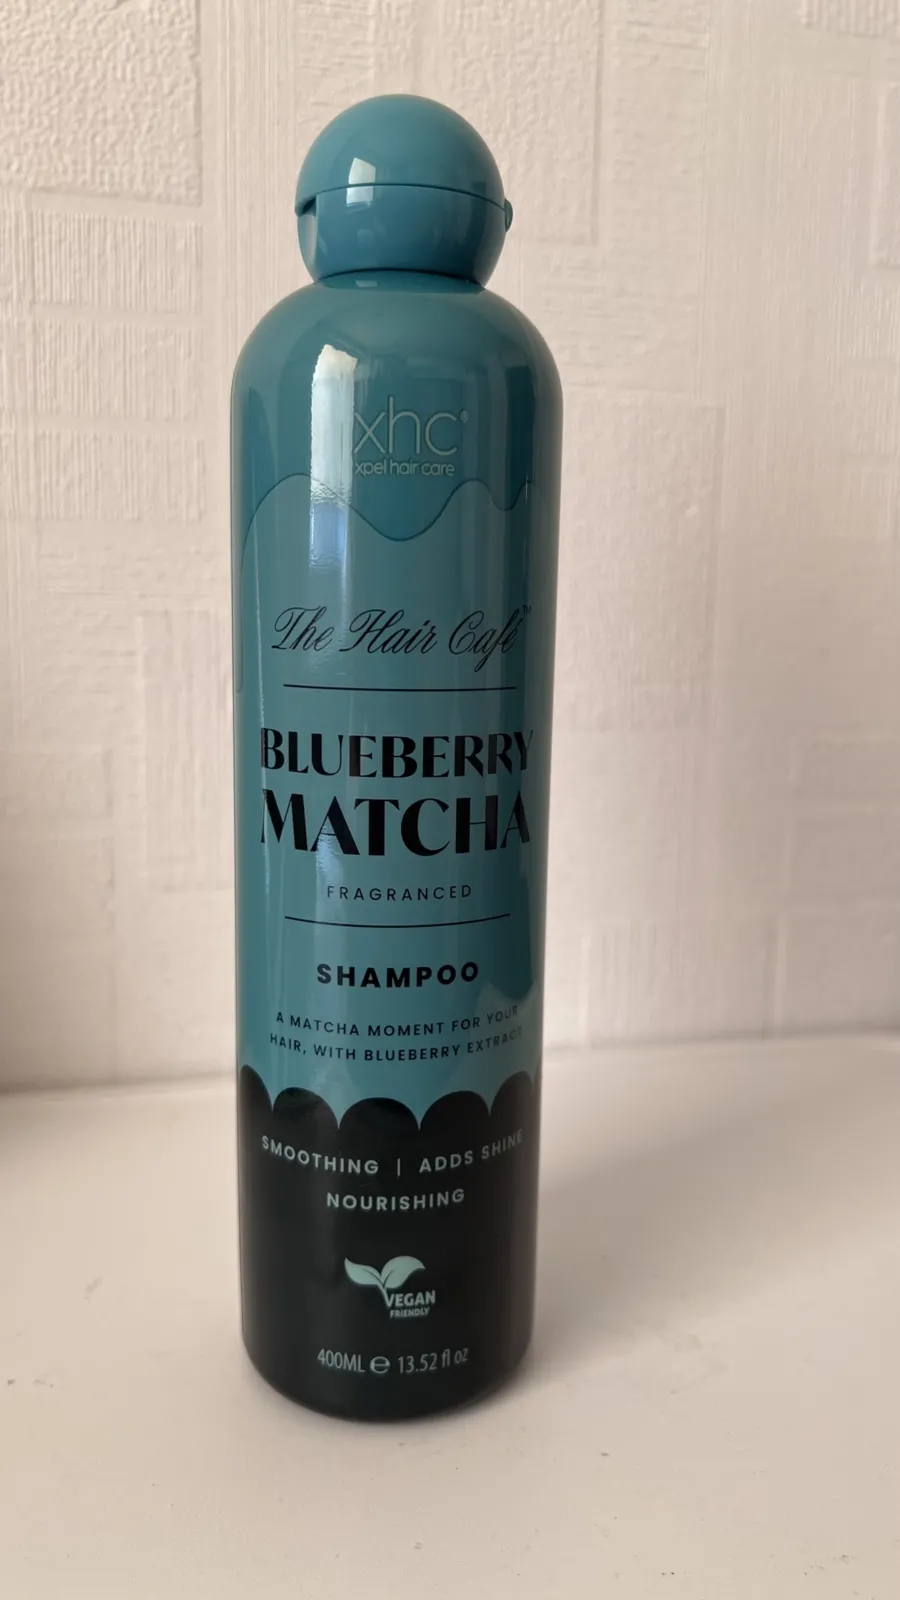 xhc®
xpel hair care
The Hair Café™
BLUEBERRY
MATCHA
FRAGRANCED
SHAMPOO
A MATCHA MOMENT FOR YOUR
HAIR, WITH BLUEBERRY EXTRACT
SMOOTHING | ADDS SHINE
NOURISHING
VEGAN
FRIENDLY
400ML ℮ 13.52 fl oz